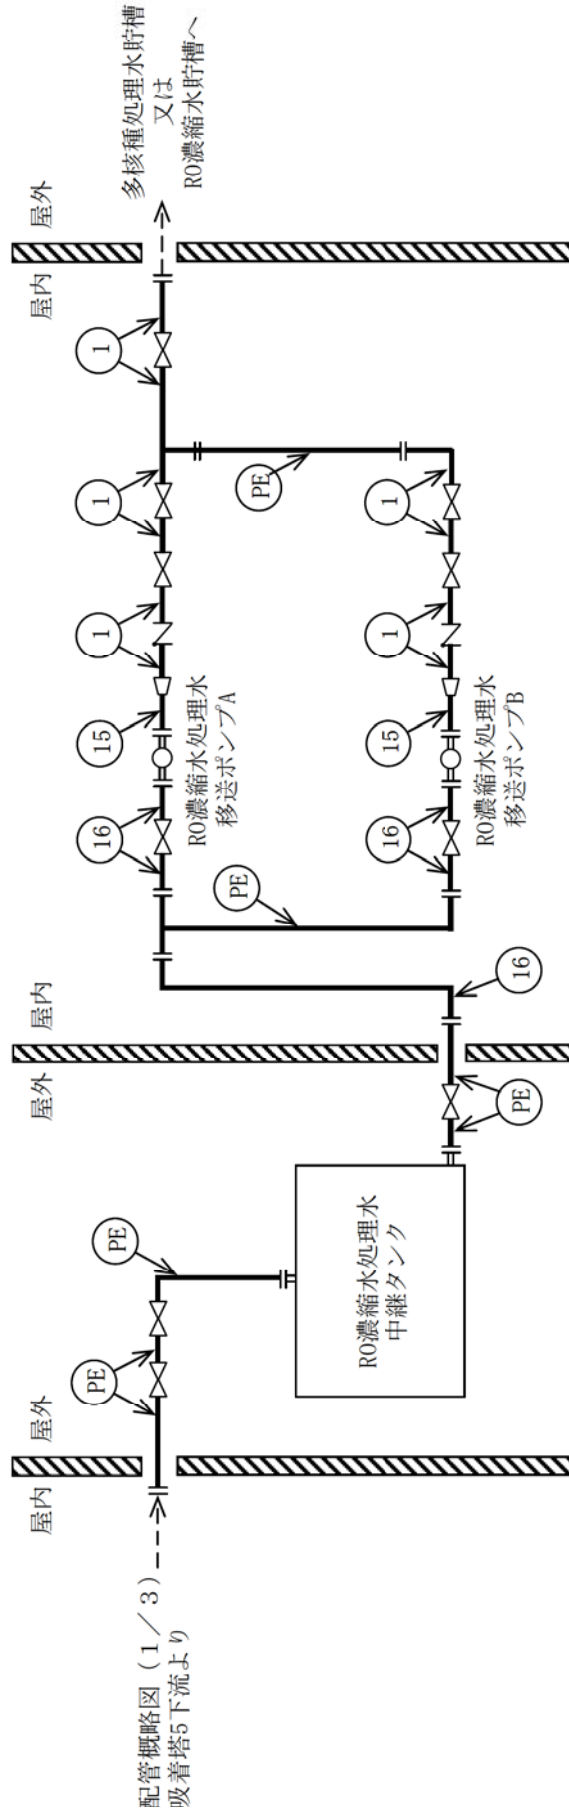 配管概略図(1/3)
吸着塔5下流より
屋内
屋外
PE
PE
RO濃縮水処理水
中継タンク
PE
屋外
屋内
16
PE
16
15
1
1
1
RO濃縮水処理水
移送ポンプA
PE
16
15
1
1
RO濃縮水処理水
移送ポンプB
屋内
屋外
多核種処理水貯槽
又は
RO濃縮水貯槽へ